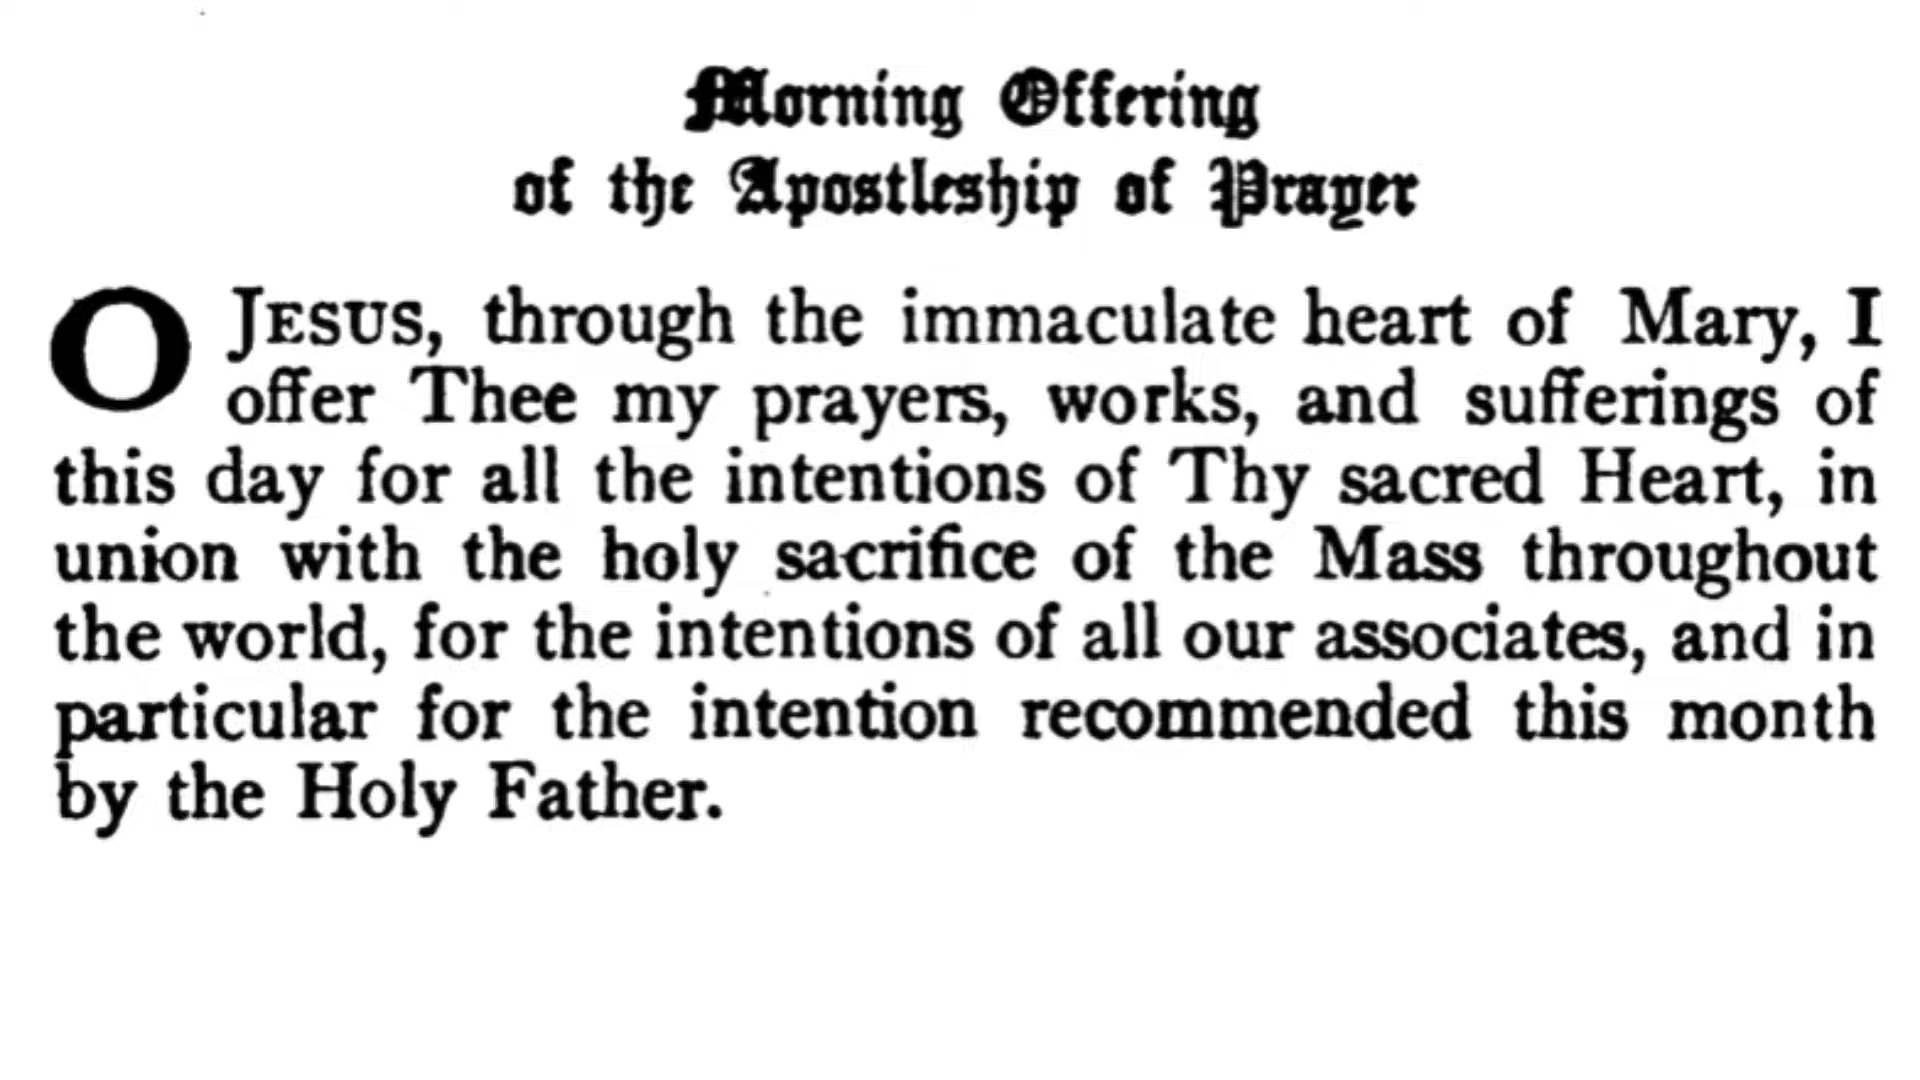 Morning Offering
of the Apostleship of Prayer
O JESUS, through the immaculate heart of Mary, I
offer Thee my prayers, works, and sufferings of
this day for all the intentions of Thy sacred Heart, in
union with the holy sacrifice of the Mass throughout
the world, for the intentions of all our associates, and in
particular for the intention recommended this month
by the Holy Father.